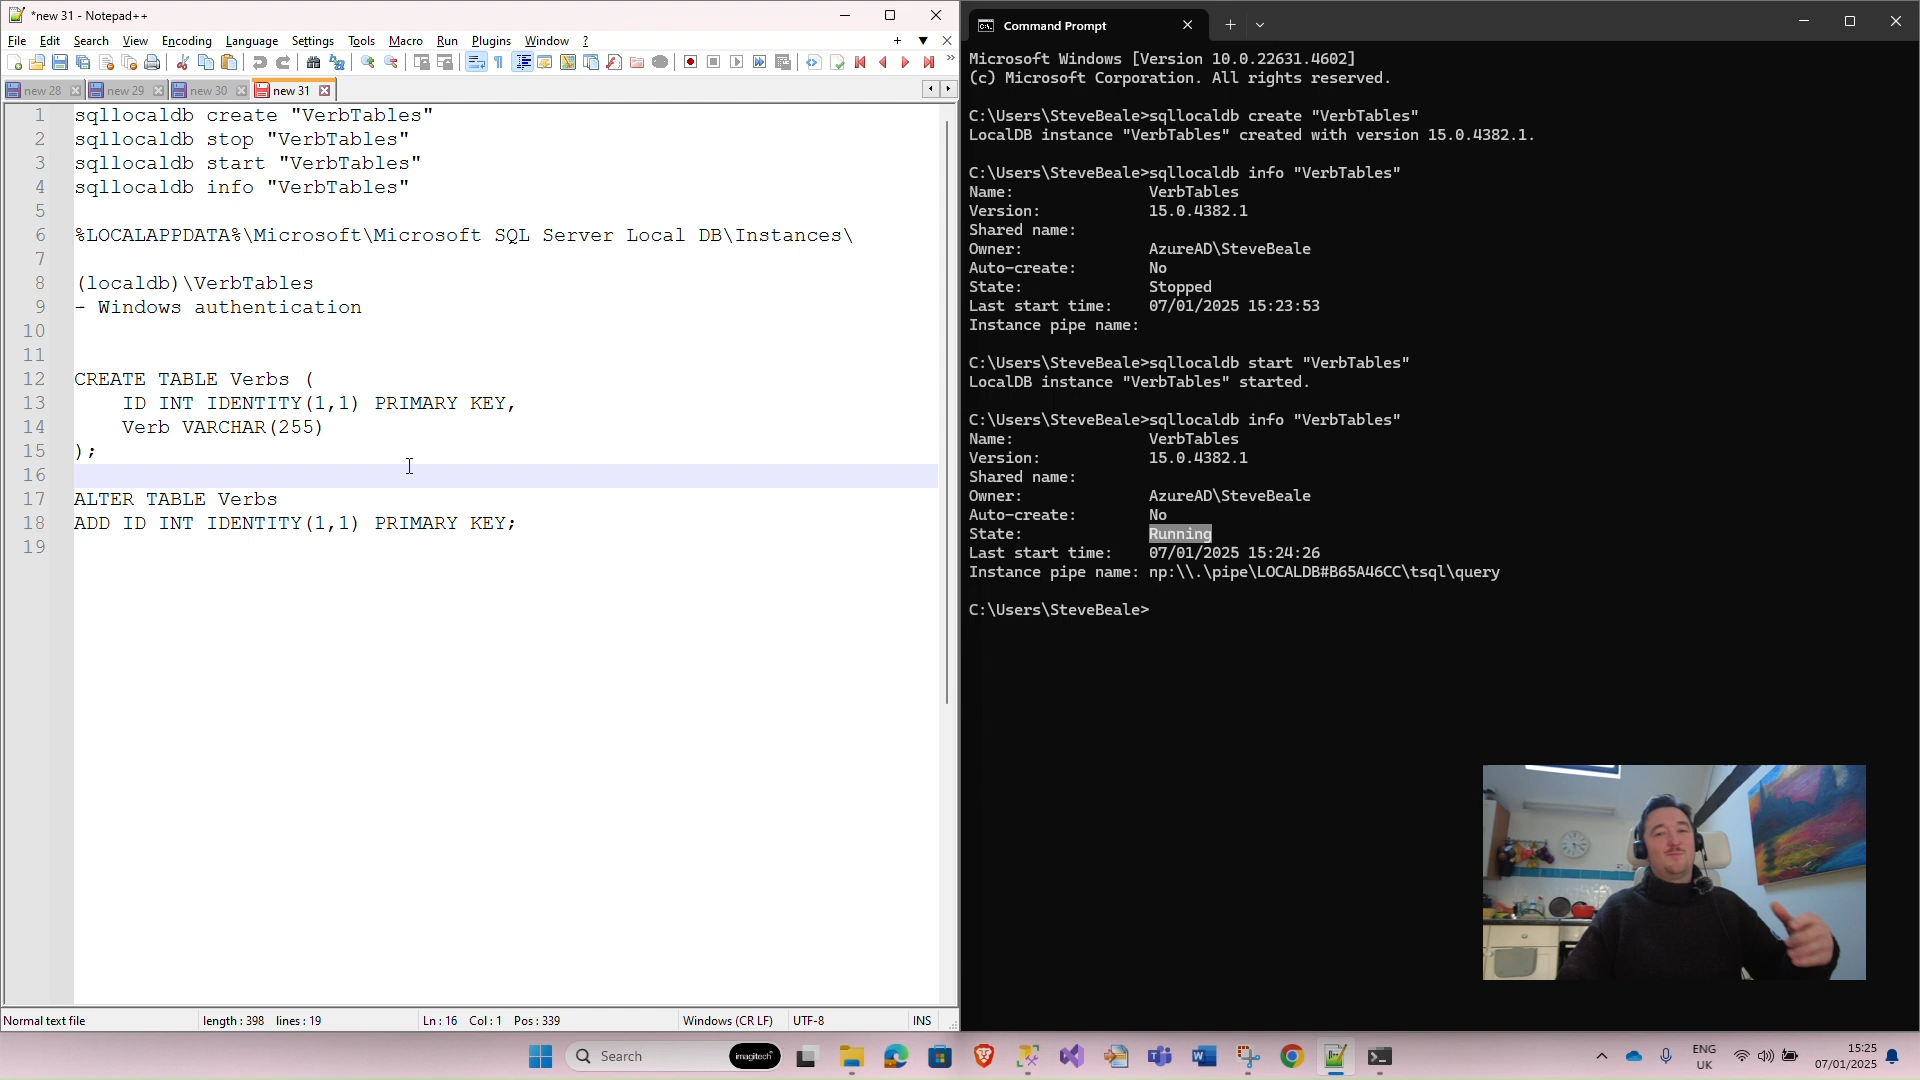 *new 31 - Notepad++
File Edit Search View Encoding Language Settings Tools Macro Run Plugins Window ?
new 28 new 29 new 30 new 31
1 sqllocaldb create "VerbTables"
2 sqllocaldb stop "VerbTables"
3 sqllocaldb start "VerbTables"
4 sqllocaldb info "VerbTables"
5
6 %LOCALAPPDATA%\Microsoft\Microsoft SQL Server Local DB\Instances\
7
8 (localdb)\VerbTables
9 - Windows authentication
10
11
12 CREATE TABLE Verbs (
13 ID INT IDENTITY(1,1) PRIMARY KEY,
14 Verb VARCHAR(255)
15 );
16
17 ALTER TABLE Verbs
18 ADD ID INT IDENTITY(1,1) PRIMARY KEY;
19
Normal text file length : 398 lines : 19 Ln : 16 Col : 1 Pos : 339 Windows (CR LF) UTF-8 INS
Command Prompt
Microsoft Windows [Version 10.0.22631.4602]
(c) Microsoft Corporation. All rights reserved.
C:\Users\SteveBeale>sqllocaldb create "VerbTables"
LocalDB instance "VerbTables" created with version 15.0.4382.1.
C:\Users\SteveBeale>sqllocaldb info "VerbTables"
Name: VerbTables
Version: 15.0.4382.1
Shared name:
Owner: AzureAD\SteveBeale
Auto-create: No
State: Stopped
Last start time: 07/01/2025 15:23:53
Instance pipe name:
C:\Users\SteveBeale>sqllocaldb start "VerbTables"
LocalDB instance "VerbTables" started.
C:\Users\SteveBeale>sqllocaldb info "VerbTables"
Name: VerbTables
Version: 15.0.4382.1
Shared name:
Owner: AzureAD\SteveBeale
Auto-create: No
State: Running
Last start time: 07/01/2025 15:24:26
Instance pipe name: np:\\.\pipe\LOCALDB#B65A46CC\tsql\query
C:\Users\SteveBeale>
Search imagitech
ENG
UK
15:25
07/01/2025